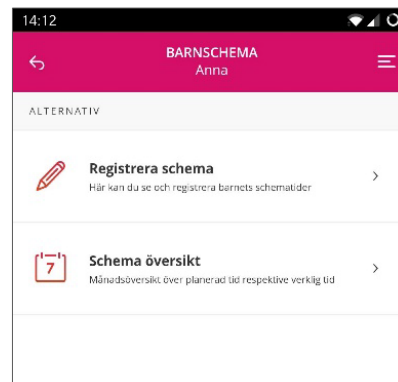 14:12
BARNSCHEMA
Anna
ALTERNATIV
Registrera schema
Här kan du se och registrera barnets schematider
7
Schema översikt
Månadsöversikt över planerad tid respektive verklig tid